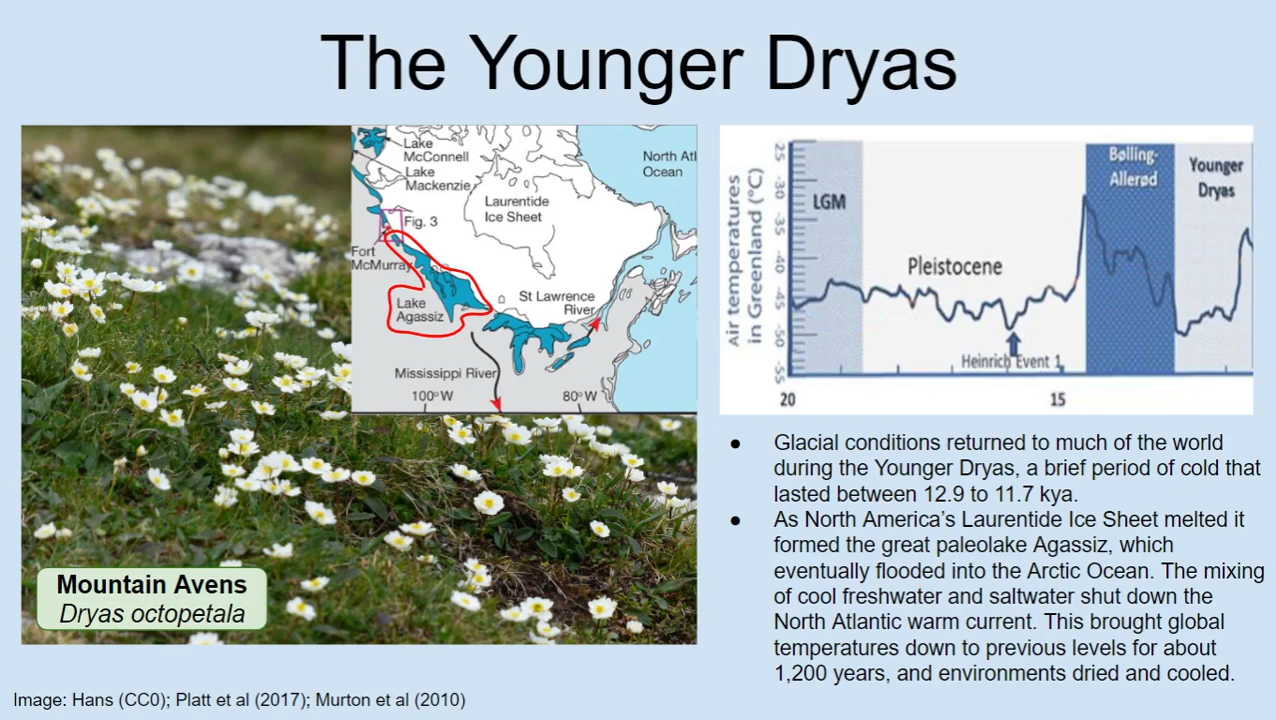 The Younger Dryas
Lake
McConnell
Lake
Mackenzie
North Atl
Ocean
Laurentide
Ice Sheet
Fig. 3
Fort
McMurray
Lake
Agassiz
St Lawrence
River
Mississippi River
100° W
80° W
Mountain Avens
Dryas octopetala
Air temperatures
in Greenland (°C)
25
-30
-35
-40
-45
-50
-55
LGM
Pleistocene
Bølling-
Allerød
Younger
Dryas
Heinrich Event 1
20
15
● Glacial conditions returned to much of the world
during the Younger Dryas, a brief period of cold that
lasted between 12.9 to 11.7 kya.
● As North America’s Laurentide Ice Sheet melted it
formed the great paleolake Agassiz, which
eventually flooded into the Arctic Ocean. The mixing
of cool freshwater and saltwater shut down the
North Atlantic warm current. This brought global
temperatures down to previous levels for about
1,200 years, and environments dried and cooled.
Image: Hans (CC0); Platt et al (2017); Murton et al (2010)